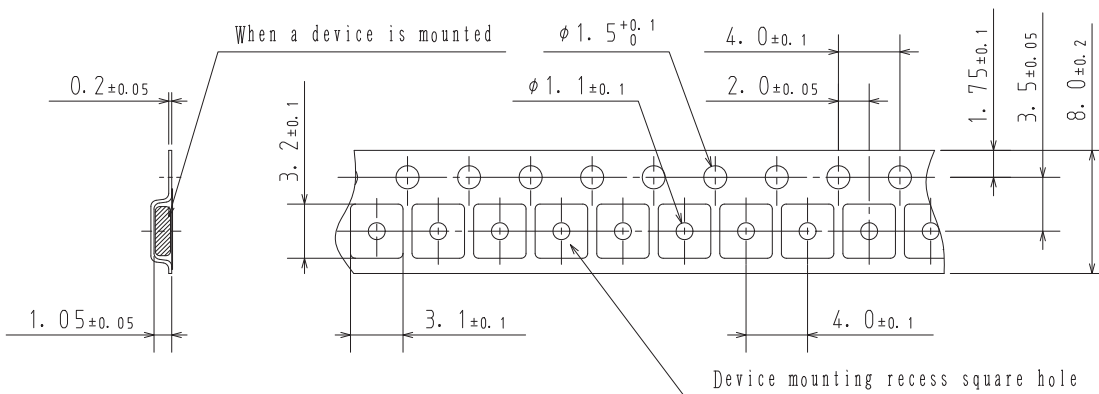 When a device is mounted
φ1.5+0.1 0
4.0±0.1
0.2±0.05
φ1.1±0.1
2.0±0.05
3.2±0.1
1.75±0.1
3.5±0.05
8.0±0.2
1.05±0.05
3.1±0.1
4.0±0.1
Device mounting recess square hole